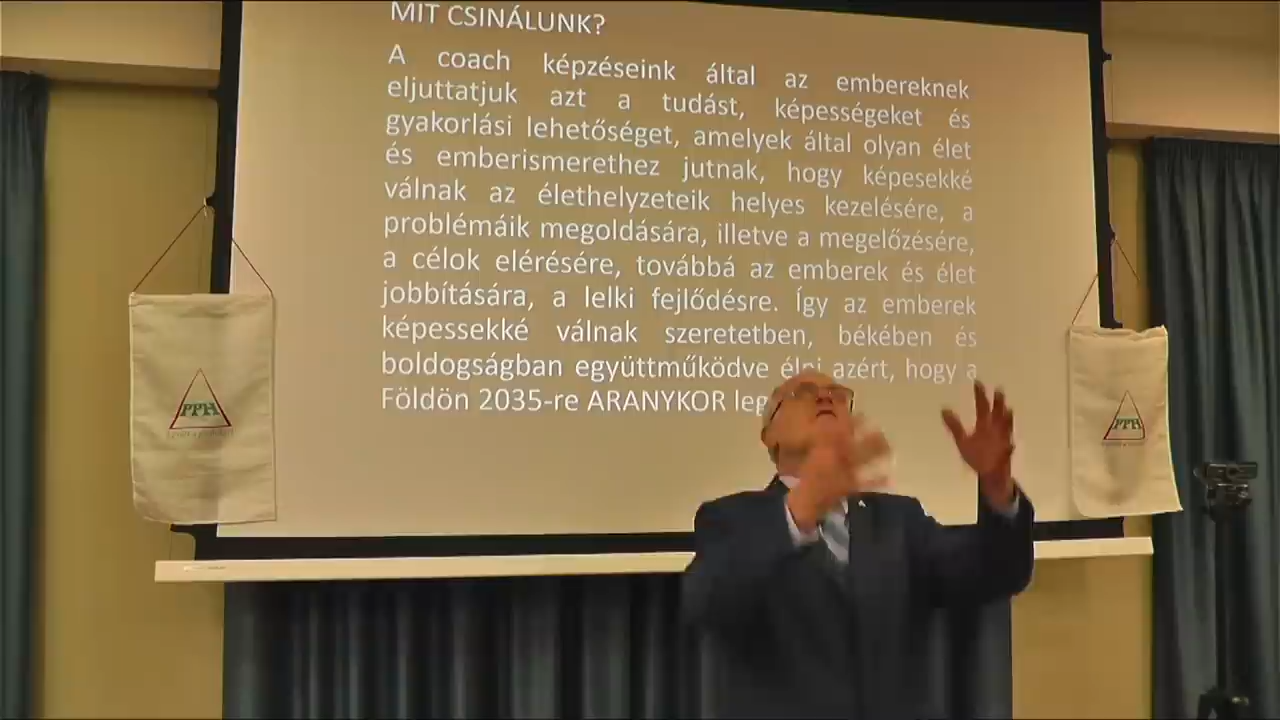 MIT CSINÁLUNK?
A coach képzéseink által az embereknek
eljuttatjuk azt a tudást, képességeket és
gyakorlási lehetőséget, amelyek által olyan élet
és emberismerethez jutnak, hogy képesekké
válnak az élethelyzeteik helyes kezelésére, a
problémáik megoldására, illetve a megelőzésére,
a célok elérésére, továbbá az emberek és élet
jobbítására, a lelki fejlődésre. Így az emberek
képessekké válnak szeretetben, békében és
boldogságban együttműködve élni azért, hogy a
Földön 2035-re ARANYKOR leg
PPH
PPH